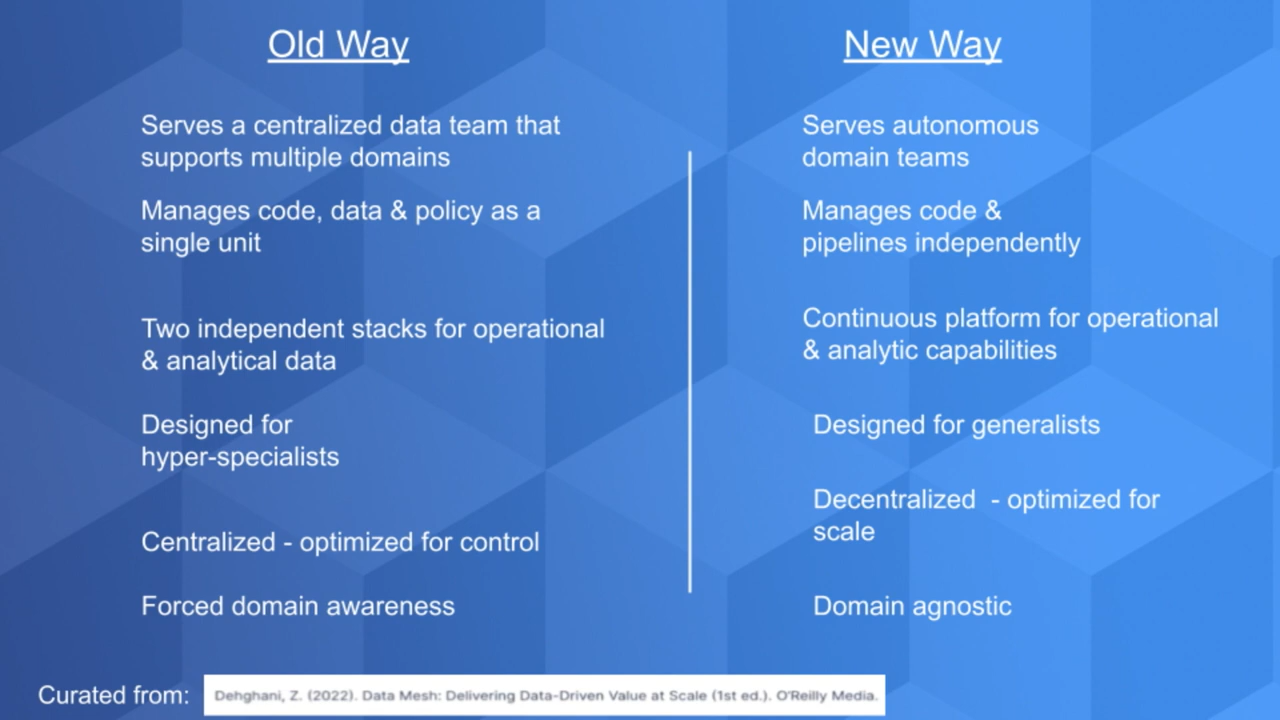 Old Way
Serves a centralized data team that
supports multiple domains
Manages code, data & policy as a
single unit
Two independent stacks for operational
& analytical data
Designed for
hyper-specialists
Centralized - optimized for control
Forced domain awareness
New Way
Serves autonomous
domain teams
Manages code &
pipelines independently
Continuous platform for operational
& analytic capabilities
Designed for generalists
Decentralized - optimized for
scale
Domain agnostic
Curated from: Dehghani, Z. (2022). Data Mesh: Delivering Data-Driven Value at Scale (1st ed.). O'Reilly Media.